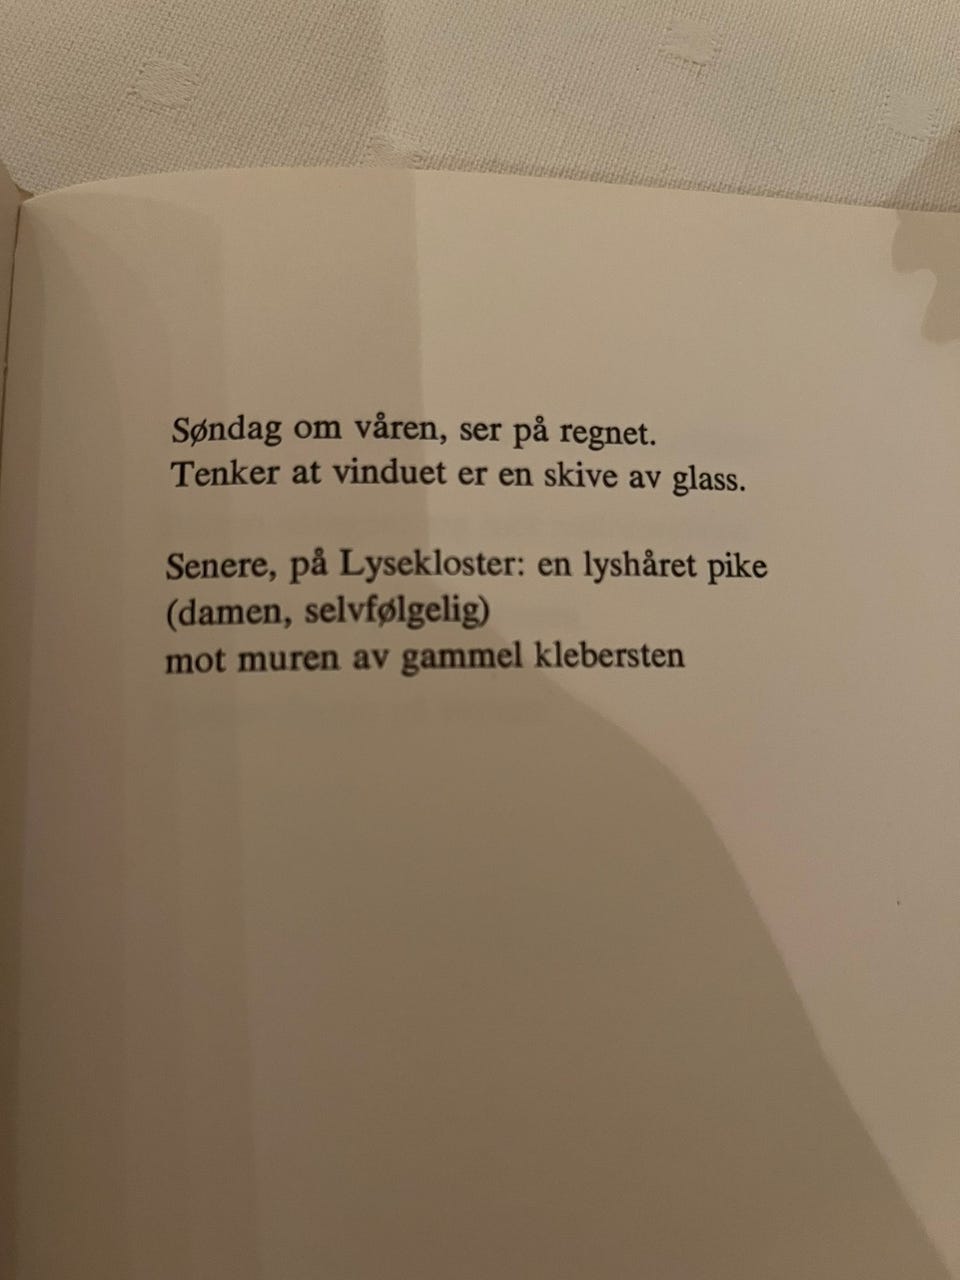 Søndag om våren, ser på regnet.
Tenker at vinduet er en skive av glass.
Senere, på Lysekloster: en lyshåret pike
(damen, selvfølgelig)
mot muren av gammel klebersten